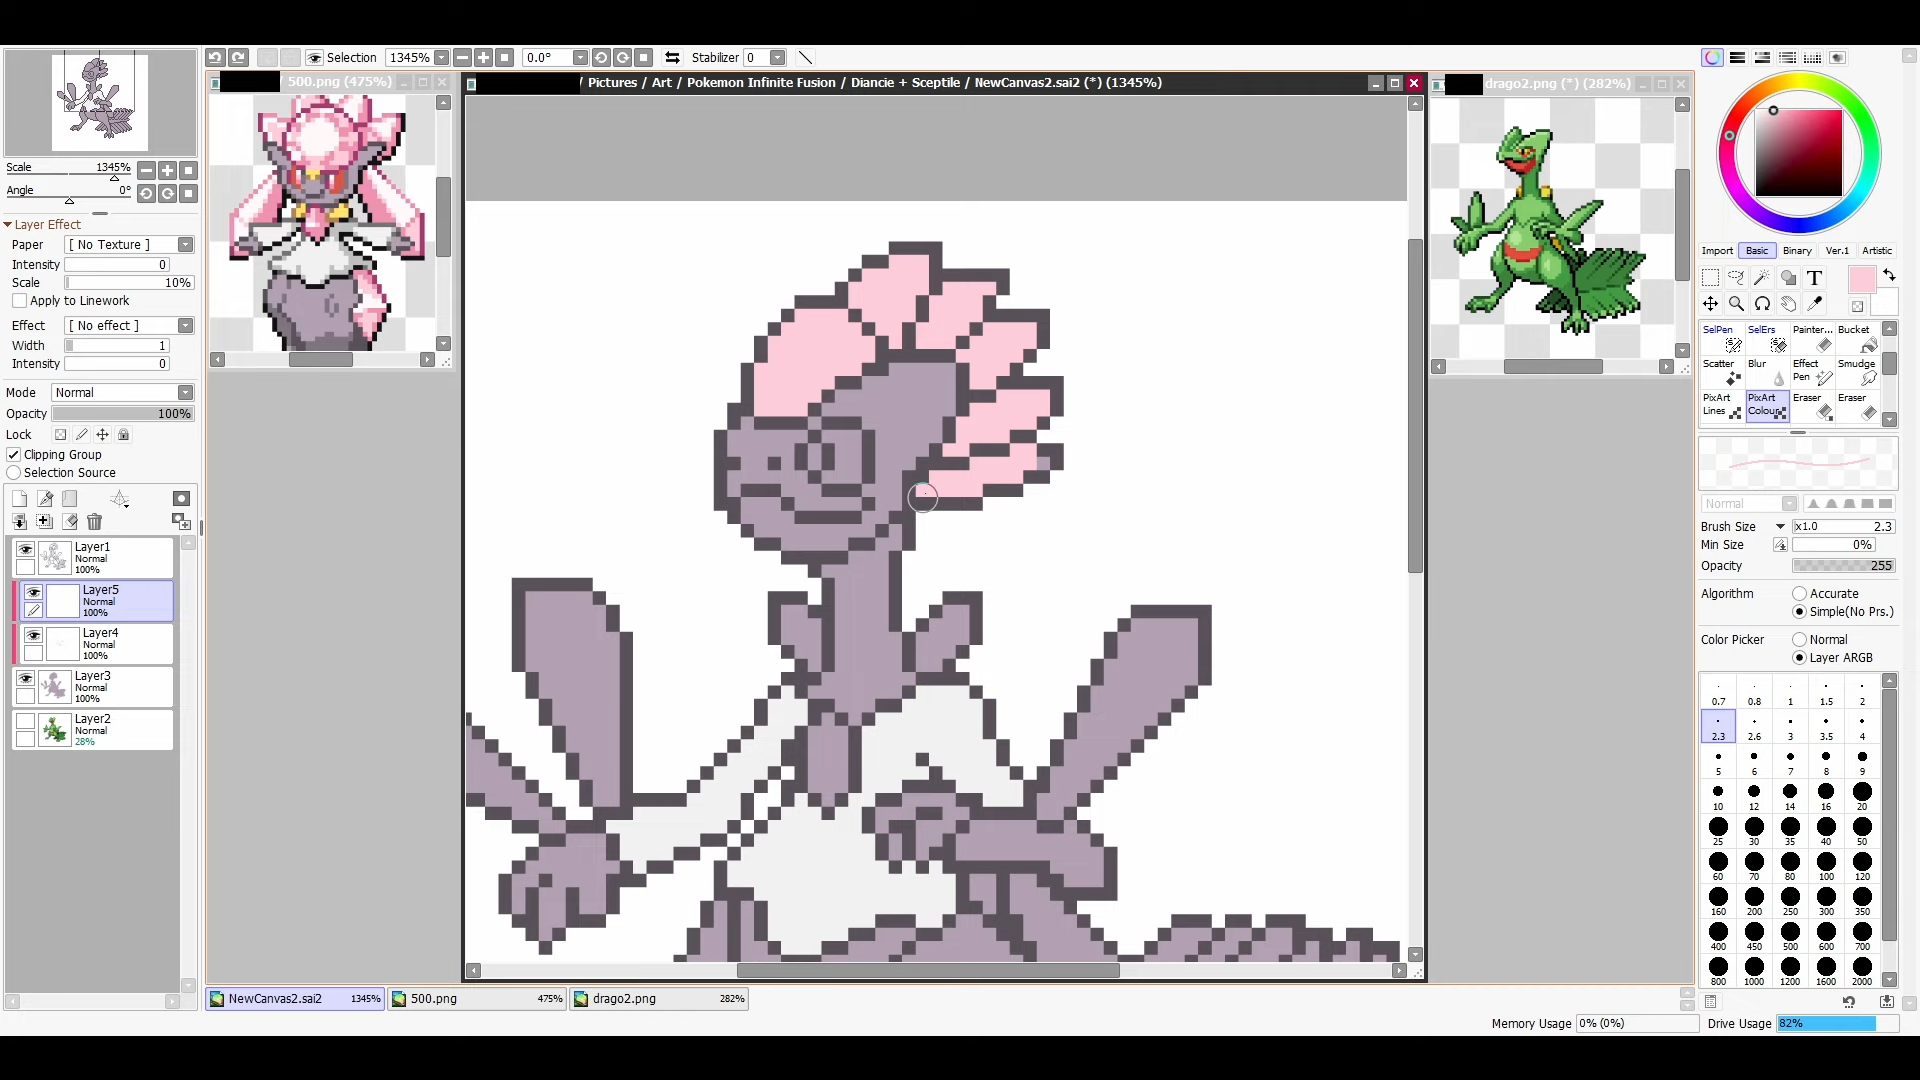 Selection 1345% 0.0° Stabilizer 0
500.png (475%)
/ Pictures / Art / Pokemon Infinite Fusion / Diancie + Sceptile / NewCanvas2.sai2 (*) (1345%)
drago2.png (*) (282%)
Scale 1345%
Angle 0°
Layer Effect
Paper [ No Texture ]
Intensity 0
Scale 10%
Apply to Linework
Effect [ No effect ]
Width 1
Intensity 0
Mode Normal
Opacity 100%
Lock
Clipping Group
Selection Source
Layer1
Normal
100%
Layer5
Normal
100%
Layer4
Normal
100%
Layer3
Normal
100%
Layer2
Normal
28%
NewCanvas2.sai2 1345% 500.png 475% drago2.png 282%
Import Basic Binary Ver.1 Artistic
T
SelPen SelErs Painter... Bucket
Scatter Blur Effect Pen Smudge
PixArt Lines PixArt Colour Eraser Eraser
Normal
Brush Size x1.0 2.3
Min Size 0%
Opacity 255
Algorithm Accurate
Simple(No Prs.)
Color Picker Normal
Layer ARGB
0.7 0.8 1 1.5 2
2.3 2.6 3 3.5 4
5 6 7 8 9
10 12 14 16 20
25 30 35 40 50
60 70 80 100 120
160 200 250 300 350
400 450 500 600 700
800 1000 1200 1600 2000
Memory Usage 0% (0%) Drive Usage 82%